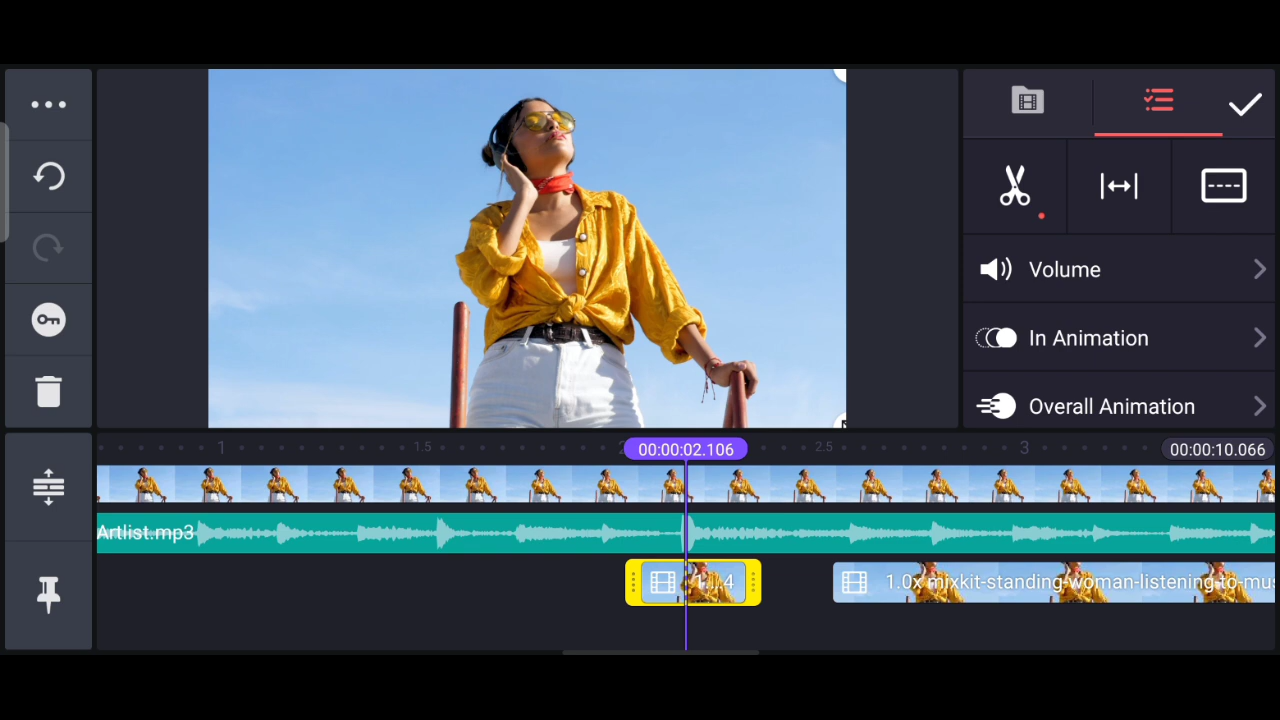 Volume
In Animation
Overall Animation
1
1.5
00:00:02.106
2.5
3
00:00:10.066
Artlist.mp3
1.0x mixkit-standing-woman-listening-to-mus